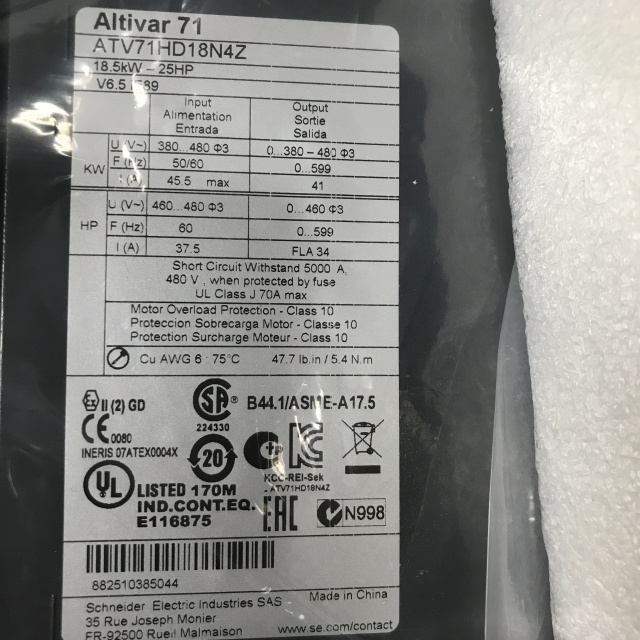 Altivar 71
ATV71HD18N4Z
18.5kW - 25HP
V6.5 IE89
Input Output
Alimentation Sortie
Entrada Salida
KW
U (V~) 380...480 Φ3 0...380 - 480 Φ3
F (Hz) 50/60 0...599
I (A) 45.5 max 41
HP
U (V~) 460...480 Φ3 0...460 Φ3
F (Hz) 60 0...599
I (A) 37.5 FLA 34
Short Circuit Withstand 5000 A,
480 V , when protected by fuse
UL Class J 70A max
Motor Overload Protection - Class 10
Proteccion Sobrecarga Motor - Classe 10
Protection Surcharge Moteur - Class 10
Cu AWG 6 : 75°C 47.7 lb.in / 5.4 N.m
Ex II (2) GD
SA ® B44.1/ASME-A17.5
224330
CE 0080
INERIS 07ATEX0004X
20
KCC-REI-Sek
- ATV71HD18N4Z
UL LISTED 170M
IND.CONT.EQ.
E116875
EAC
N998
882510385044
Made in China
Schneider Electric Industries SAS
35 Rue Joseph Monier
FR-92500 Rueil Malmaison www.se.com/contact